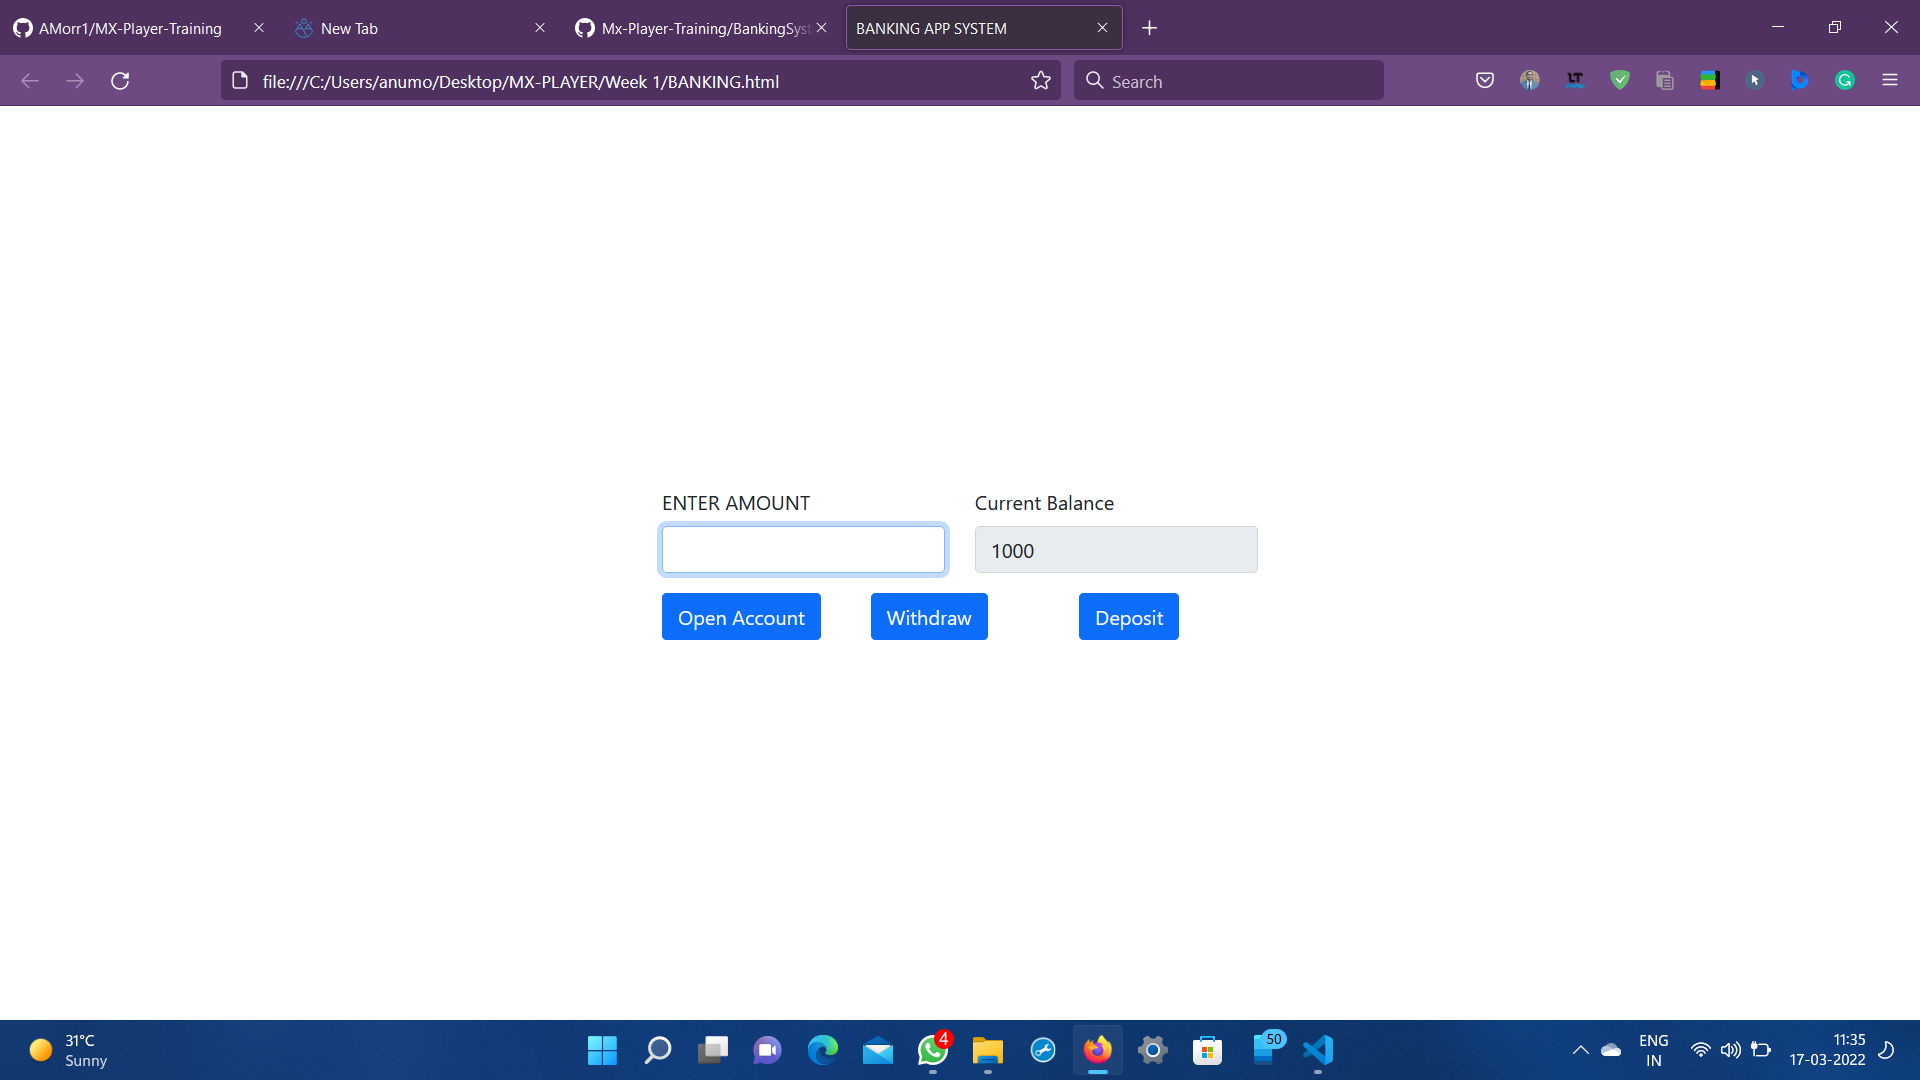 AMorr1/MX-Player-Training
New Tab
Mx-Player-Training/BankingSyst
BANKING APP SYSTEM
file:///C:/Users/anumo/Desktop/MX-PLAYER/Week 1/BANKING.html
Search
LT
ENTER AMOUNT
Current Balance
1000
Open Account
Withdraw
Deposit
31°C
Sunny
4
50
ENG
IN
11:35
17-03-2022